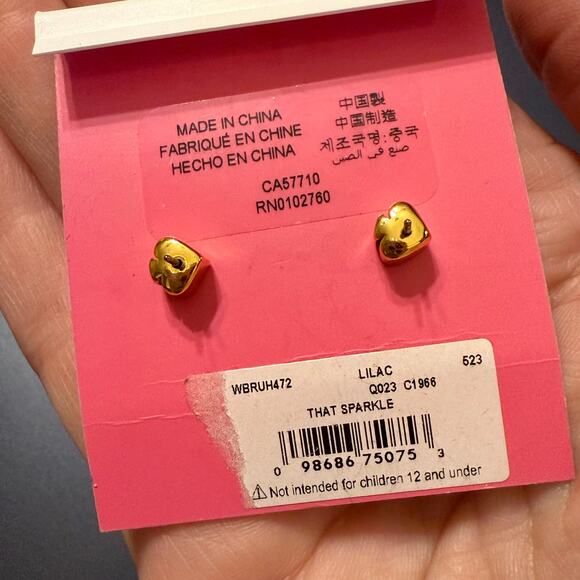 MADE IN CHINA
FABRIQUÉ EN CHINE
HECHO EN CHINA
中国製
中国制造
제조국명:중국
صنع في الصين
CA57710
RN0102760
WBRUH472 LILAC 523
Q023 C1966
THAT SPARKLE
0 98686 75075 3
⚠ Not intended for children 12 and under